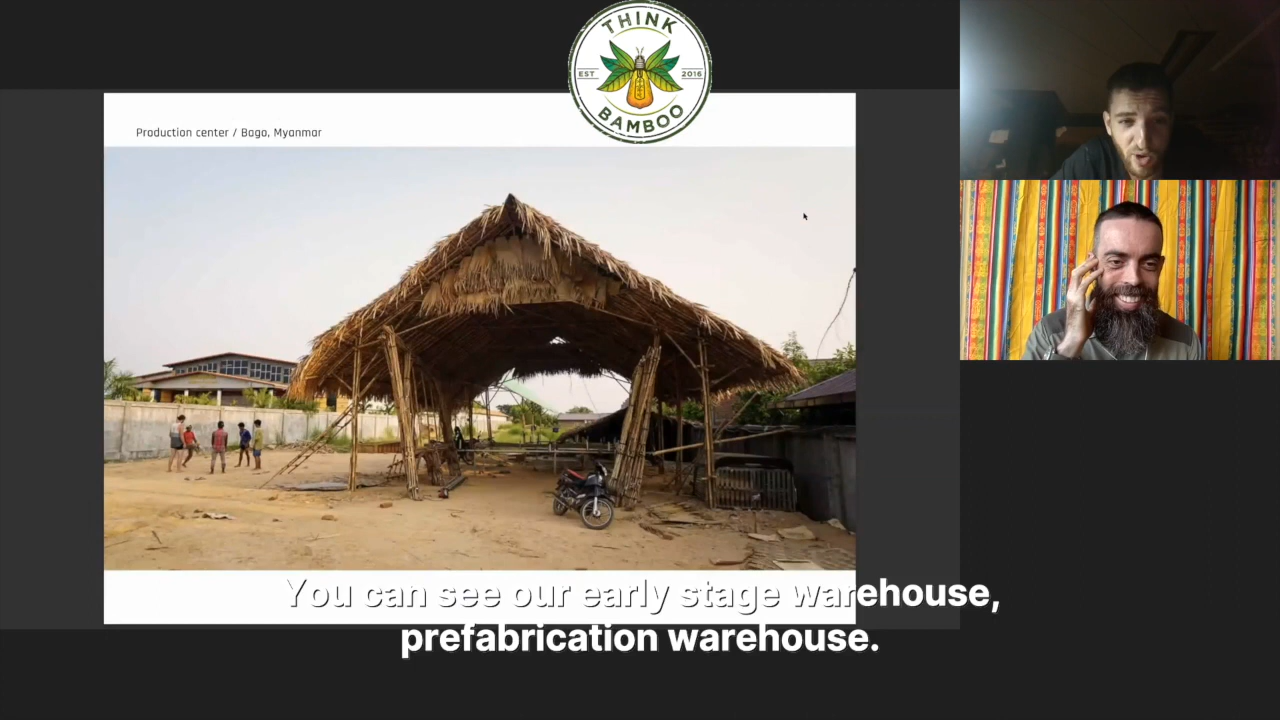 THINK
EST 2016
BAMBOO
Production center / Bago, Myanmar
You can see our early stage warehouse,
prefabrication warehouse.